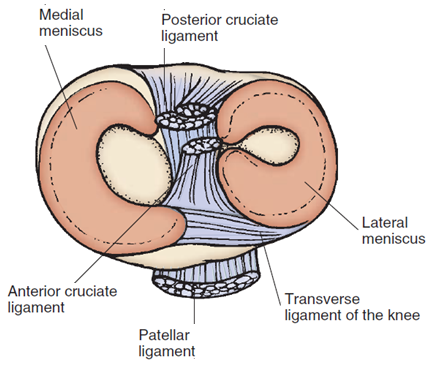 Medial
meniscus
Posterior cruciate
ligament
Lateral
meniscus
Anterior cruciate
ligament
Transverse
ligament of the knee
Patellar
ligament